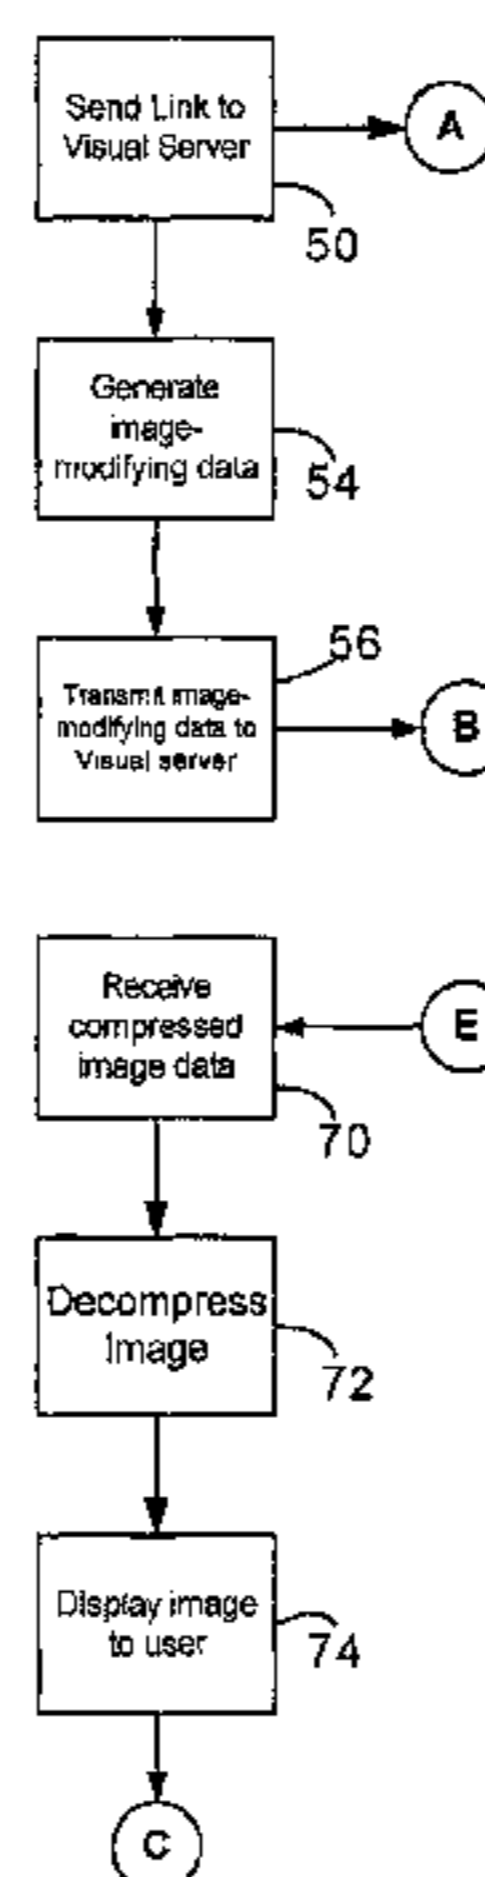 Send Link to
Visual Server
A
50
Generate
image-
modifying data
54
56
Transmit image-
modifying data to
Visual server
B
Receive
compressed
image data
E
70
Decompress
Image
72
Display image
to user
74
C